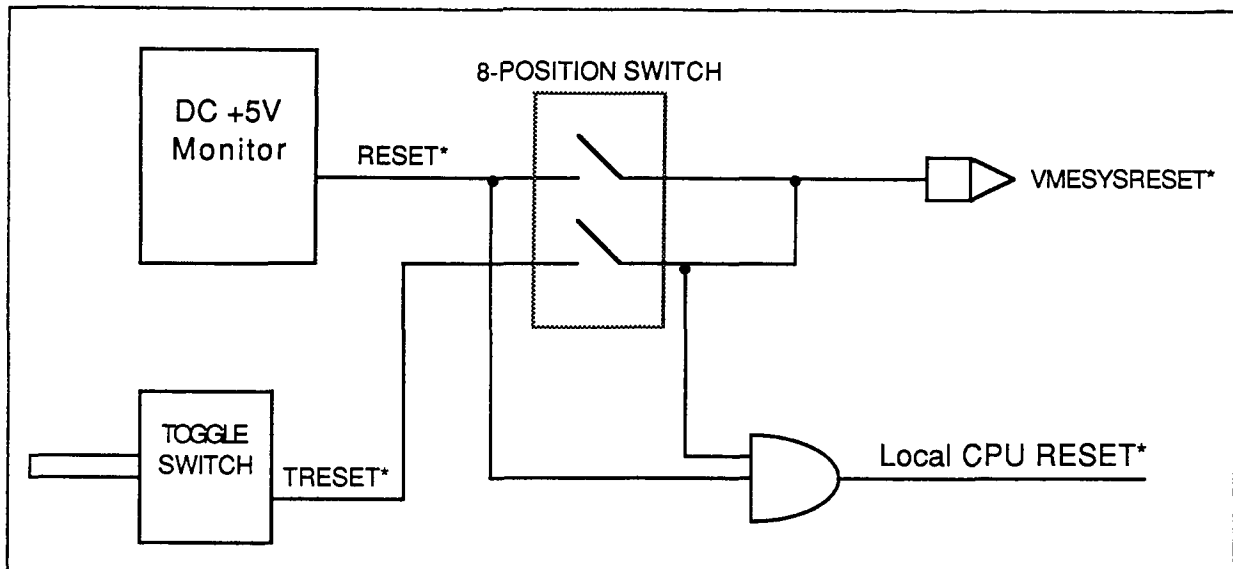 8-POSITION SWITCH
DC +5V
Monitor
RESET*
VMESYSRESET*
TOGGLE
SWITCH
TRESET*
Local CPU RESET*